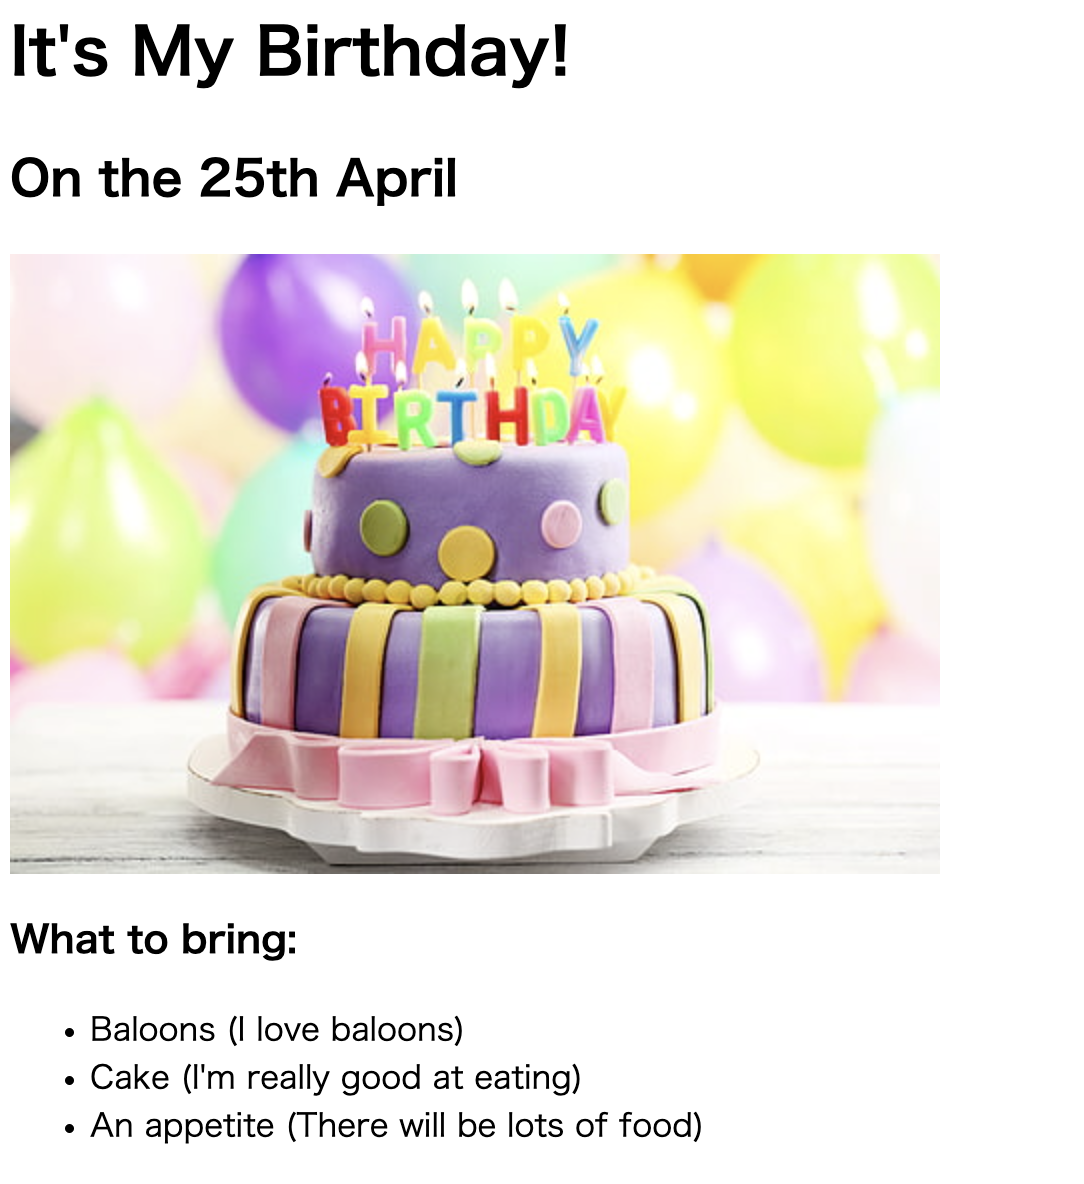 It's My Birthday!
On the 25th April
HAPPY
BIRTHDAY
What to bring:
Baloons (I love baloons)
Cake (I'm really good at eating)
An appetite (There will be lots of food)